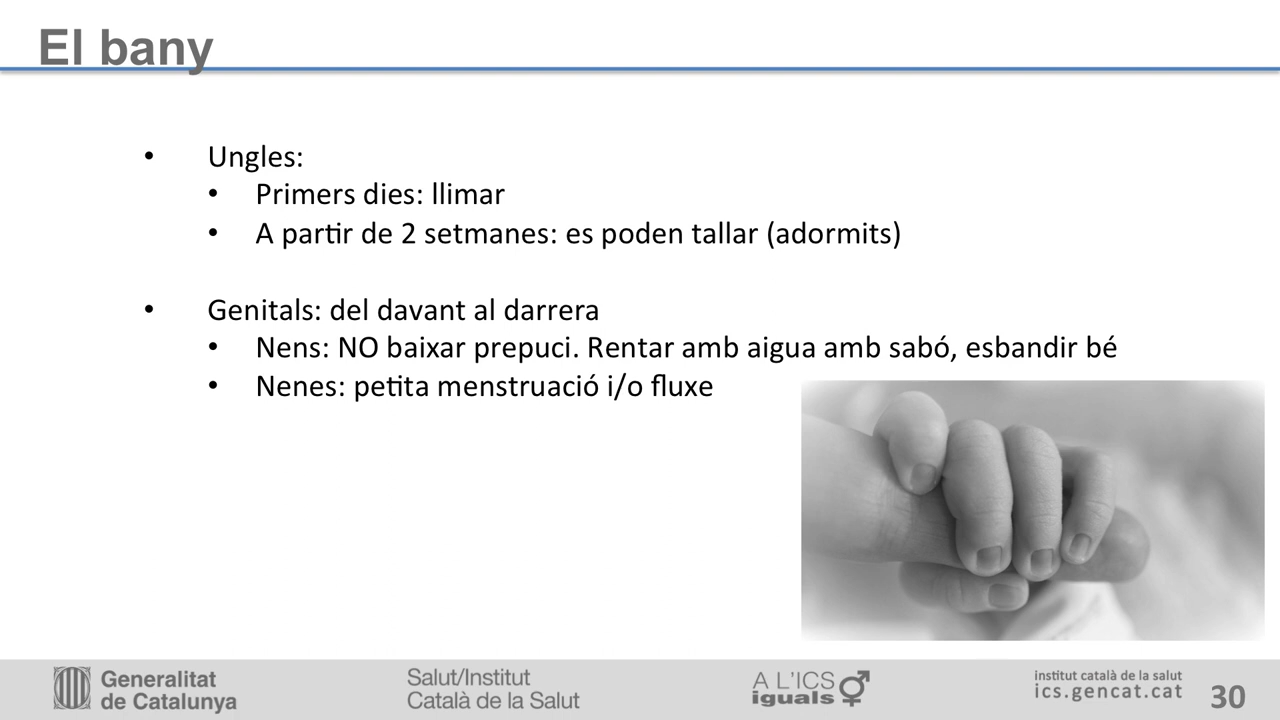 El bany
• Ungles:
• Primers dies: llimar
• A partir de 2 setmanes: es poden tallar (adormits)
• Genitals: del davant al darrera
• Nens: NO baixar prepuci. Rentar amb aigua amb sabó, esbandir bé
• Nenes: petita menstruació i/o fluxe
Generalitat
de Catalunya
Salut/Institut
Català de la Salut
A L'ICS
iguals
institut català de la salut
ics.gencat.cat
30